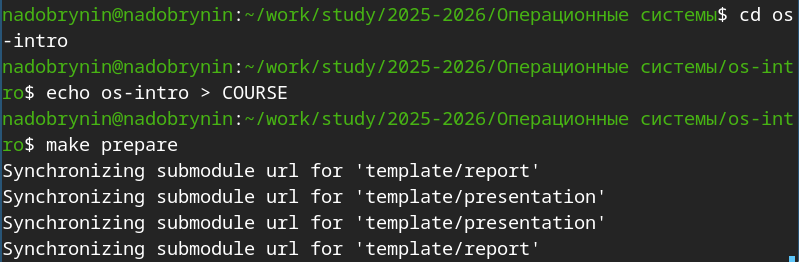 nadobrynin@nadobrynin:~/work/study/2025-2026/Операционные системы$ cd os
-intro
nadobrynin@nadobrynin:~/work/study/2025-2026/Операционные системы/os-int
ro$ echo os-intro > COURSE
nadobrynin@nadobrynin:~/work/study/2025-2026/Операционные системы/os-int
ro$ make prepare
Synchronizing submodule url for 'template/report'
Synchronizing submodule url for 'template/presentation'
Synchronizing submodule url for 'template/presentation'
Synchronizing submodule url for 'template/report'